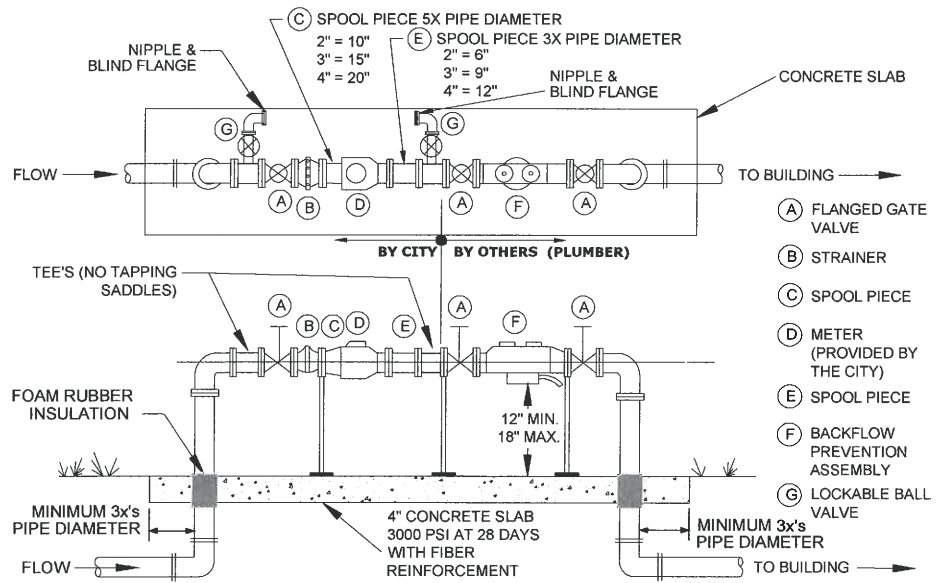 C SPOOL PIECE 5X PIPE DIAMETER
2" = 10"
3" = 15"
4" = 20"
E SPOOL PIECE 3X PIPE DIAMETER
2" = 6"
3" = 9"
4" = 12"
NIPPLE &
BLIND FLANGE
NIPPLE &
BLIND FLANGE
CONCRETE SLAB
G
G
FLOW
TO BUILDING
A
B
D
A
F
A
BY CITY
BY OTHERS (PLUMBER)
TEE'S (NO TAPPING
SADDLES)
A
B
C
D
E
A
F
A
FOAM RUBBER
INSULATION
12" MIN.
18" MAX.
MINIMUM 3x's
PIPE DIAMETER
4" CONCRETE SLAB
3000 PSI AT 28 DAYS
WITH FIBER
REINFORCEMENT
MINIMUM 3x's
PIPE DIAMETER
FLOW
TO BUILDING
A FLANGED GATE
VALVE
B STRAINER
C SPOOL PIECE
D METER
(PROVIDED BY
THE CITY)
E SPOOL PIECE
F BACKFLOW
PREVENTION
ASSEMBLY
G LOCKABLE BALL
VALVE